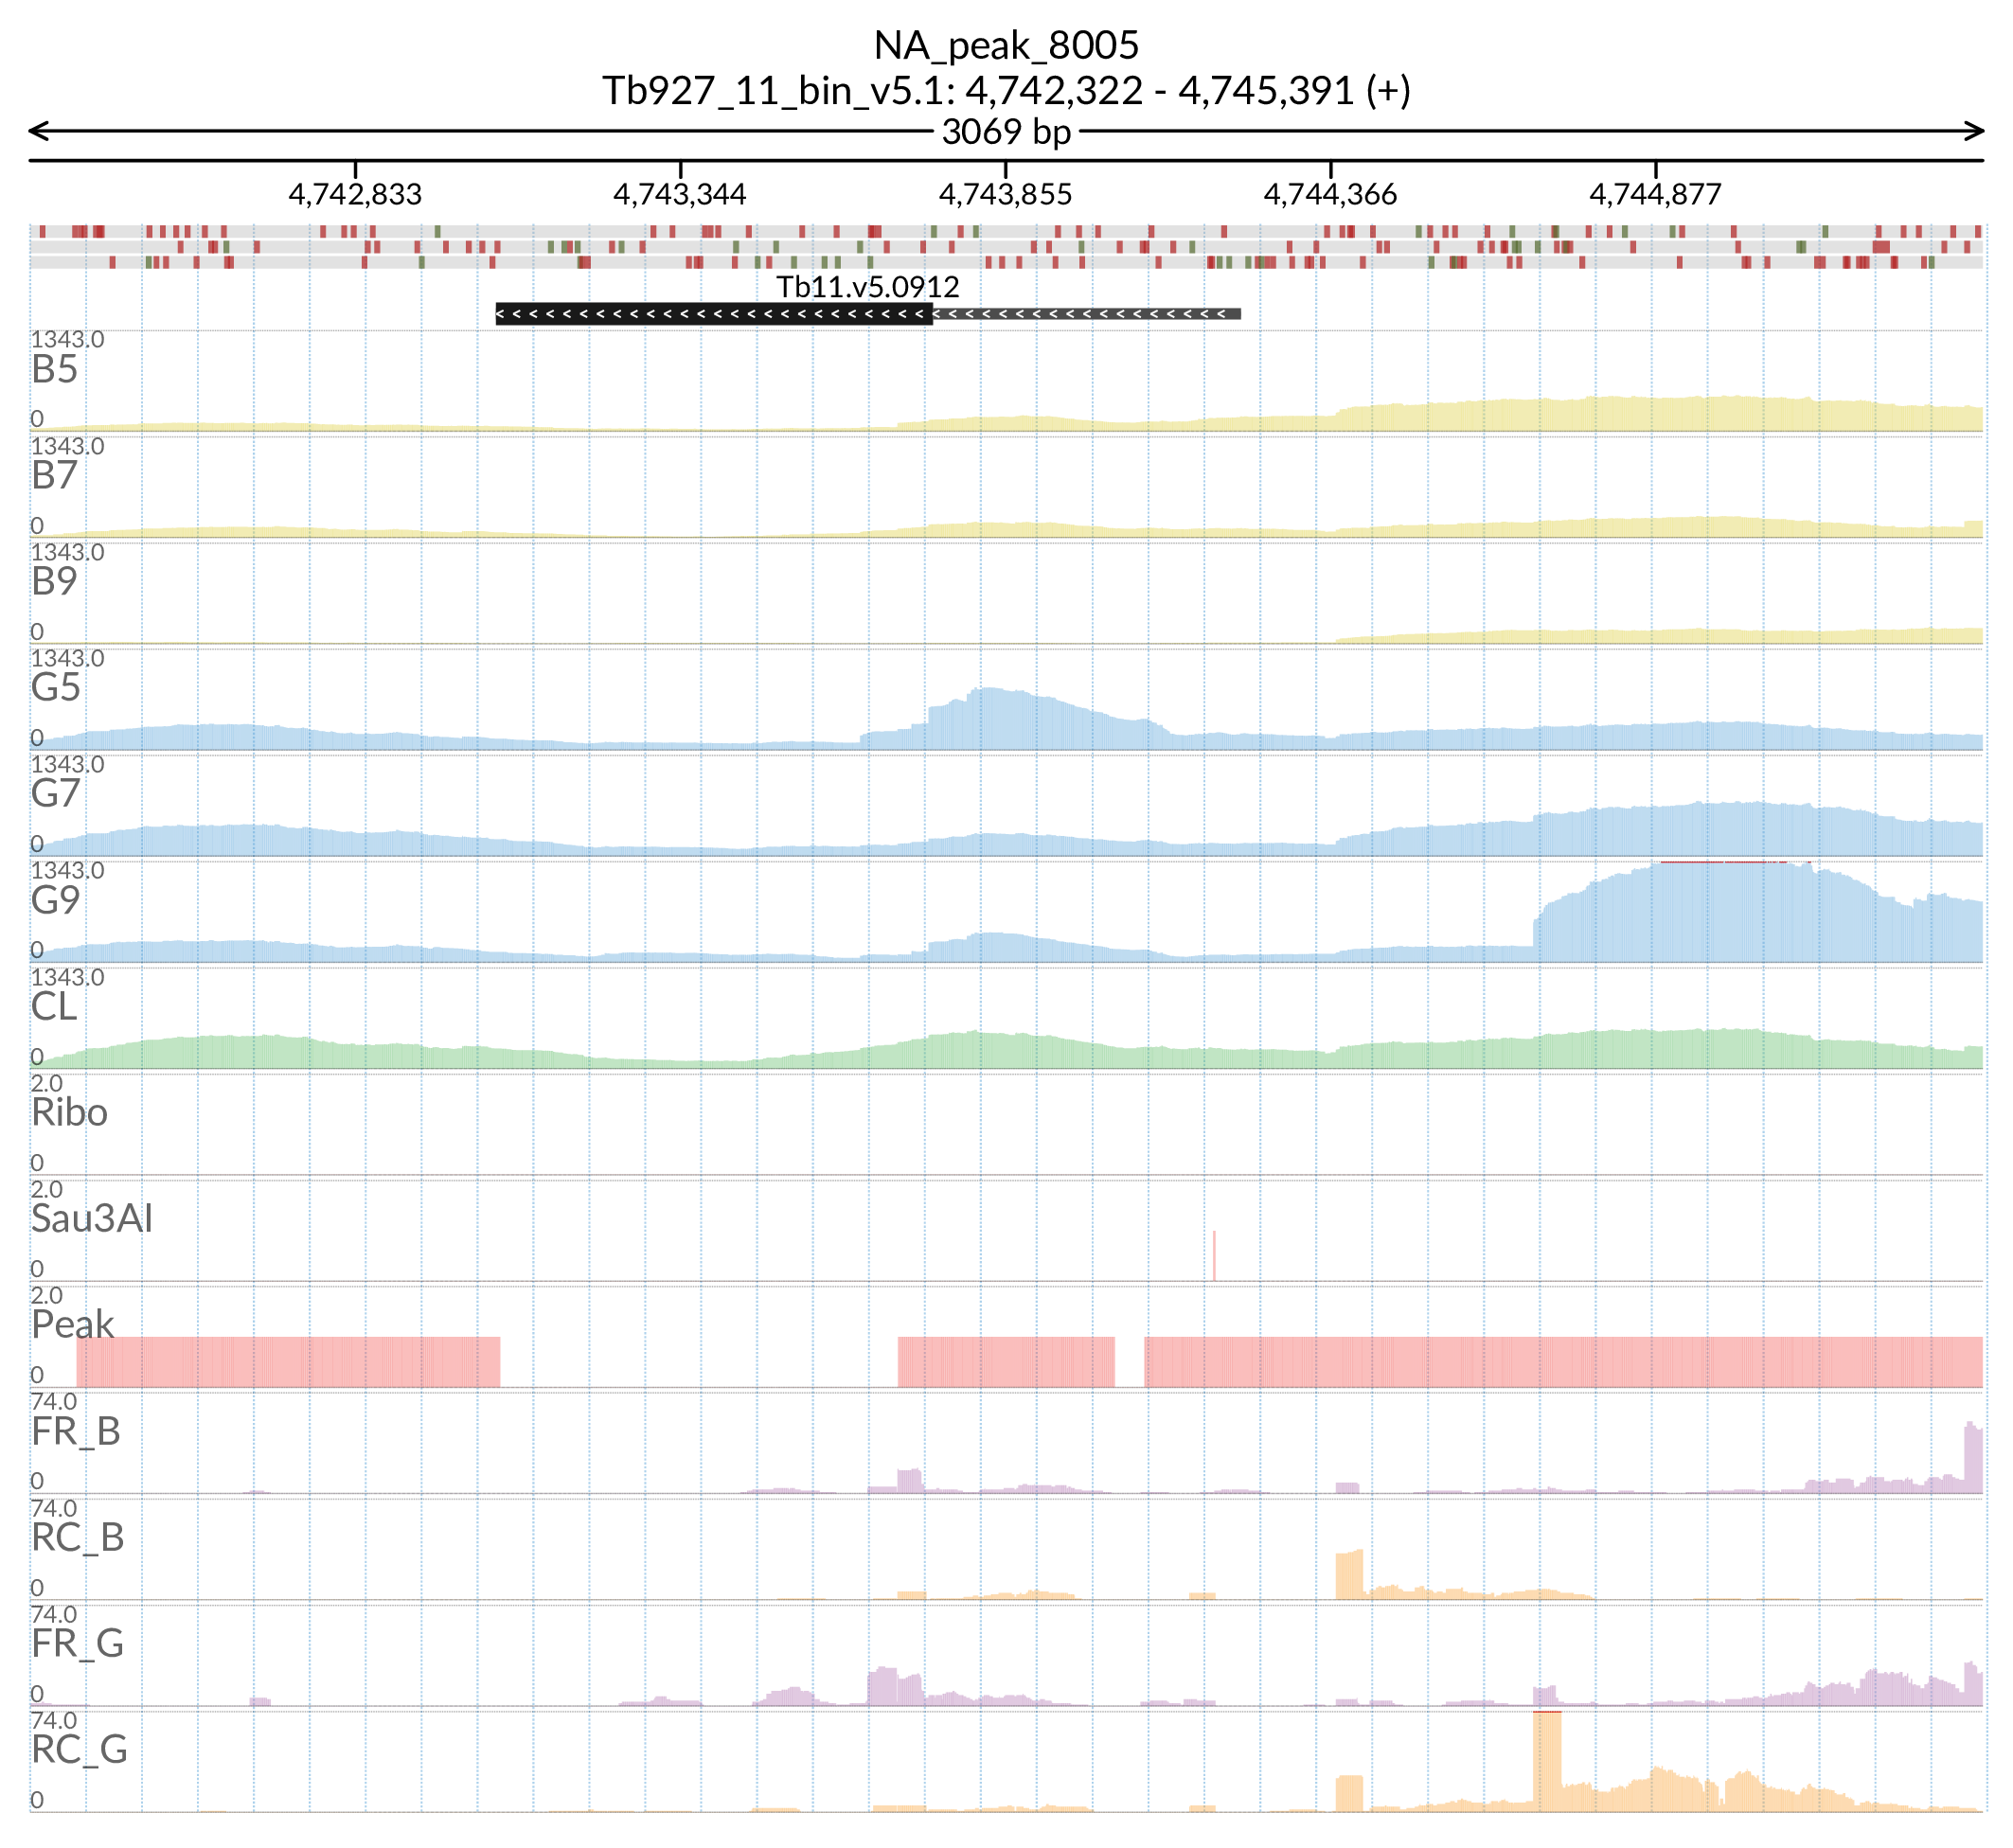 NA_peak_8005
Tb927_11_bin_v5.1: 4,742,322 - 4,745,391 (+)
3069 bp
4,742,833 4,743,344 4,743,855 4,744,366 4,744,877
Tb11.v5.0912
1343.0
B5
0
1343.0
B7
0
1343.0
B9
0
1343.0
G5
0
1343.0
G7
0
1343.0
G9
0
1343.0
CL
0
2.0
Ribo
0
2.0
Sau3AI
0
2.0
Peak
0
74.0
FR_B
0
74.0
RC_B
0
74.0
FR_G
0
74.0
RC_G
0